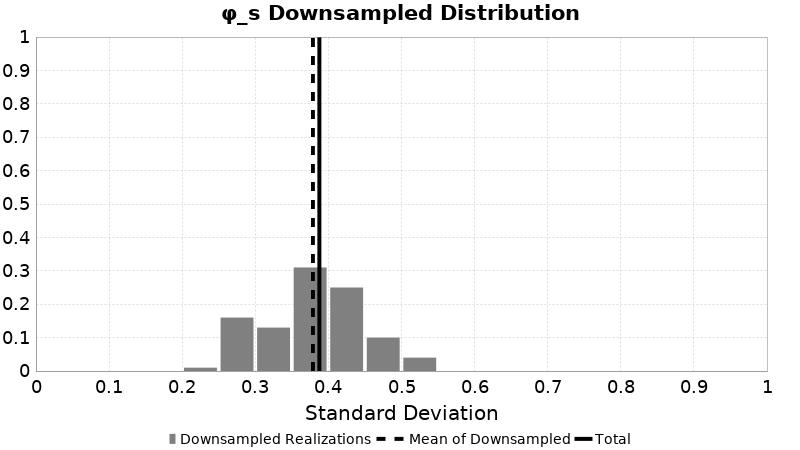 φ_s Downsampled Distribution
1
0.9
0.8
0.7
0.6
0.5
0.4
0.3
0.2
0.1
0
0 0.1 0.2 0.3 0.4 0.5 0.6 0.7 0.8 0.9 1
Standard Deviation
Downsampled Realizations Mean of Downsampled Total